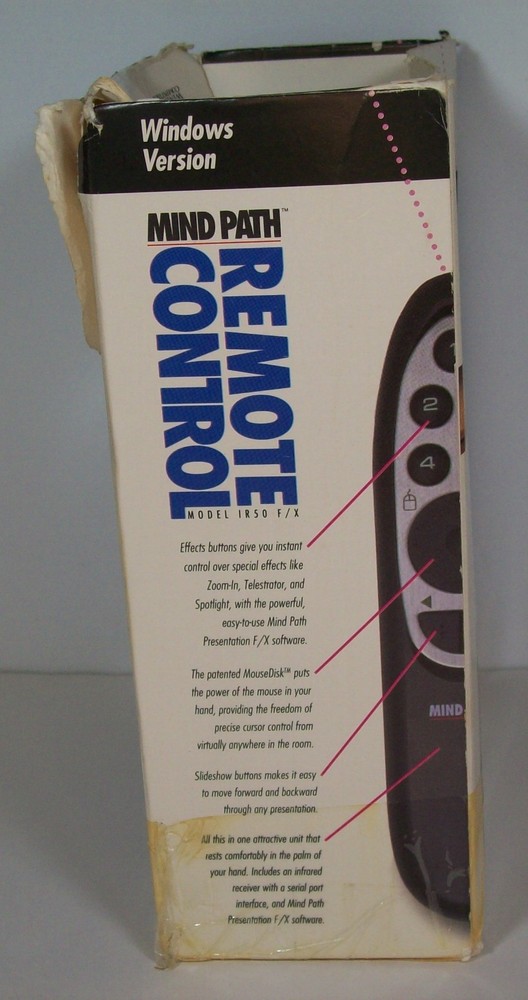 Windows
Version
MIND PATH™
REMOTE
CONTROL
MODEL IR50 F/X
2
4
Effects buttons give you instant
control over special effects like
Zoom-In, Telestrator, and
Spotlight, with the powerful,
easy-to-use Mind Path
Presentation F/X software.
The patented MouseDisk™ puts
the power of the mouse in your
hand, providing the freedom of
precise cursor control from
virtually anywhere in the room.
MIND
Slideshow buttons makes it easy
to move forward and backward
through any presentation.
All this in one attractive unit that
rests comfortably in the palm of
your hand. Includes an infrared
receiver with a serial port
interface, and Mind Path
Presentation F/X software.